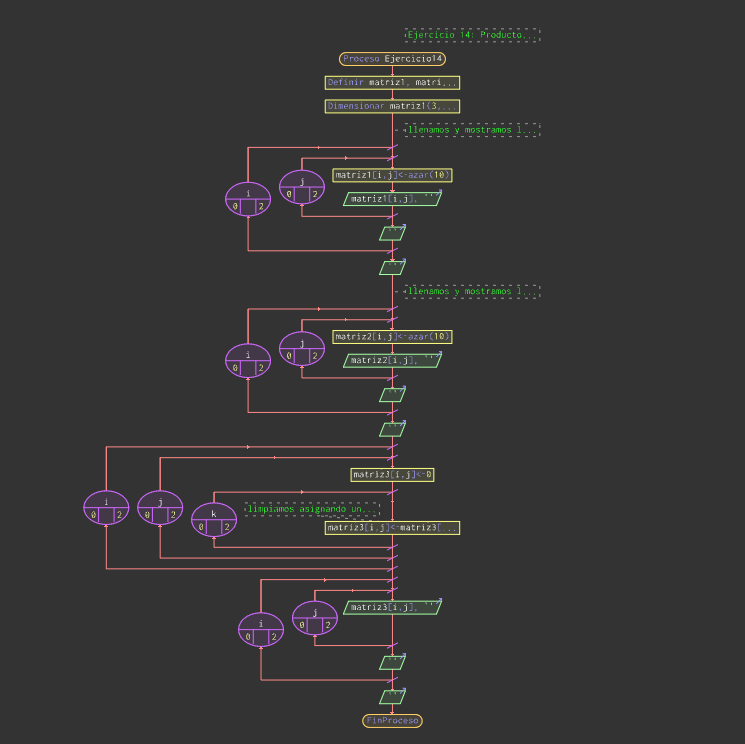 Ejercicio 14: Producto...
Proceso Ejercicio14
Definir matriz1, matri...
Dimensionar matriz1(3,...
llenamos y mostramos l...
i
0 2
j
0 2
matriz1[i,j]<-azar(10)
matriz1[i,j], ' '
''
''
llenamos y mostramos l...
i
0 2
j
0 2
matriz2[i,j]<-azar(10)
matriz2[i,j], ' '
''
''
matriz3[i,j]<-0
i
0 2
j
0 2
k
0 2
limpiamos asignando un...
matriz3[i,j]<-matriz3[...
i
0 2
j
0 2
matriz3[i,j], ' '
''
''
FinProceso